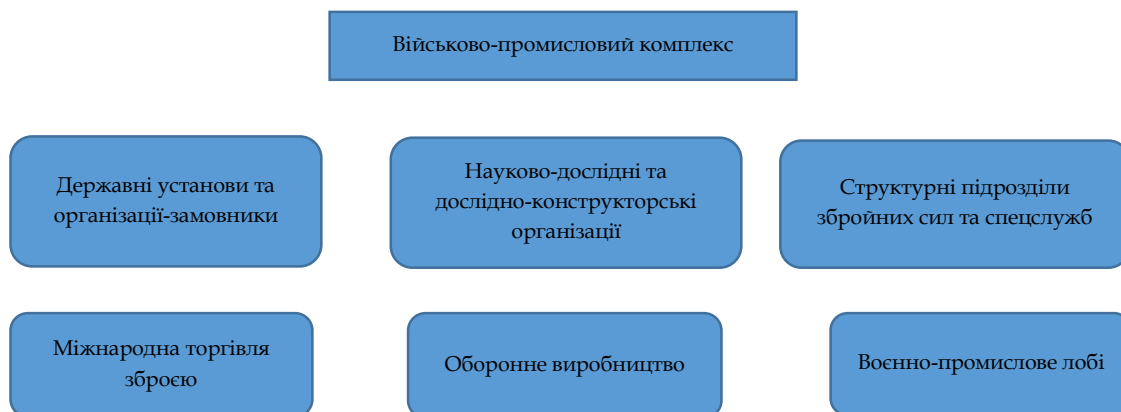 Військово-промисловий комплекс
Державні установи та
організації-замовники
Науково-дослідні та
дослідно-конструкторські
організації
Структурні підрозділи
збройних сил та спецслужб
Міжнародна торгівля
зброєю
Оборонне виробництво
Воєнно-промислове лобі